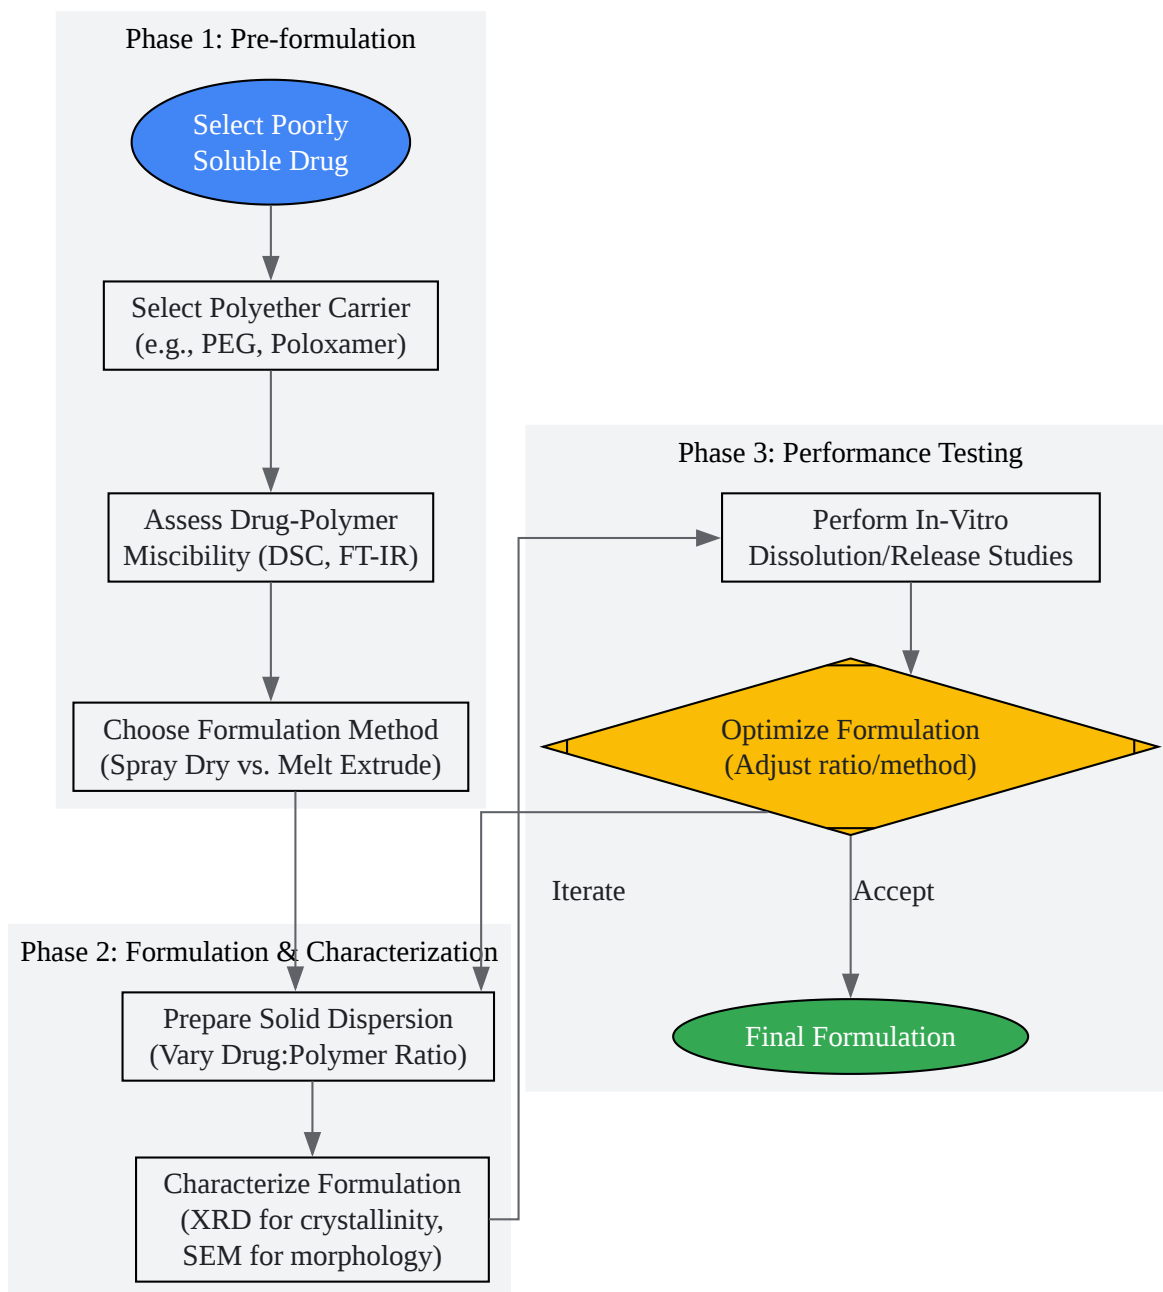 Phase 1: Pre-formulation
Select Poorly
Soluble Drug
Select Polyether Carrier
(e.g., PEG, Poloxamer)
Assess Drug-Polymer
Miscibility (DSC, FT-IR)
Choose Formulation Method
(Spray Dry vs. Melt Extrude)
Phase 2: Formulation & Characterization
Prepare Solid Dispersion
(Vary Drug:Polymer Ratio)
Characterize Formulation
(XRD for crystallinity,
SEM for morphology)
Phase 3: Performance Testing
Perform In-Vitro
Dissolution/Release Studies
Optimize Formulation
(Adjust ratio/method)
Iterate
Accept
Final Formulation